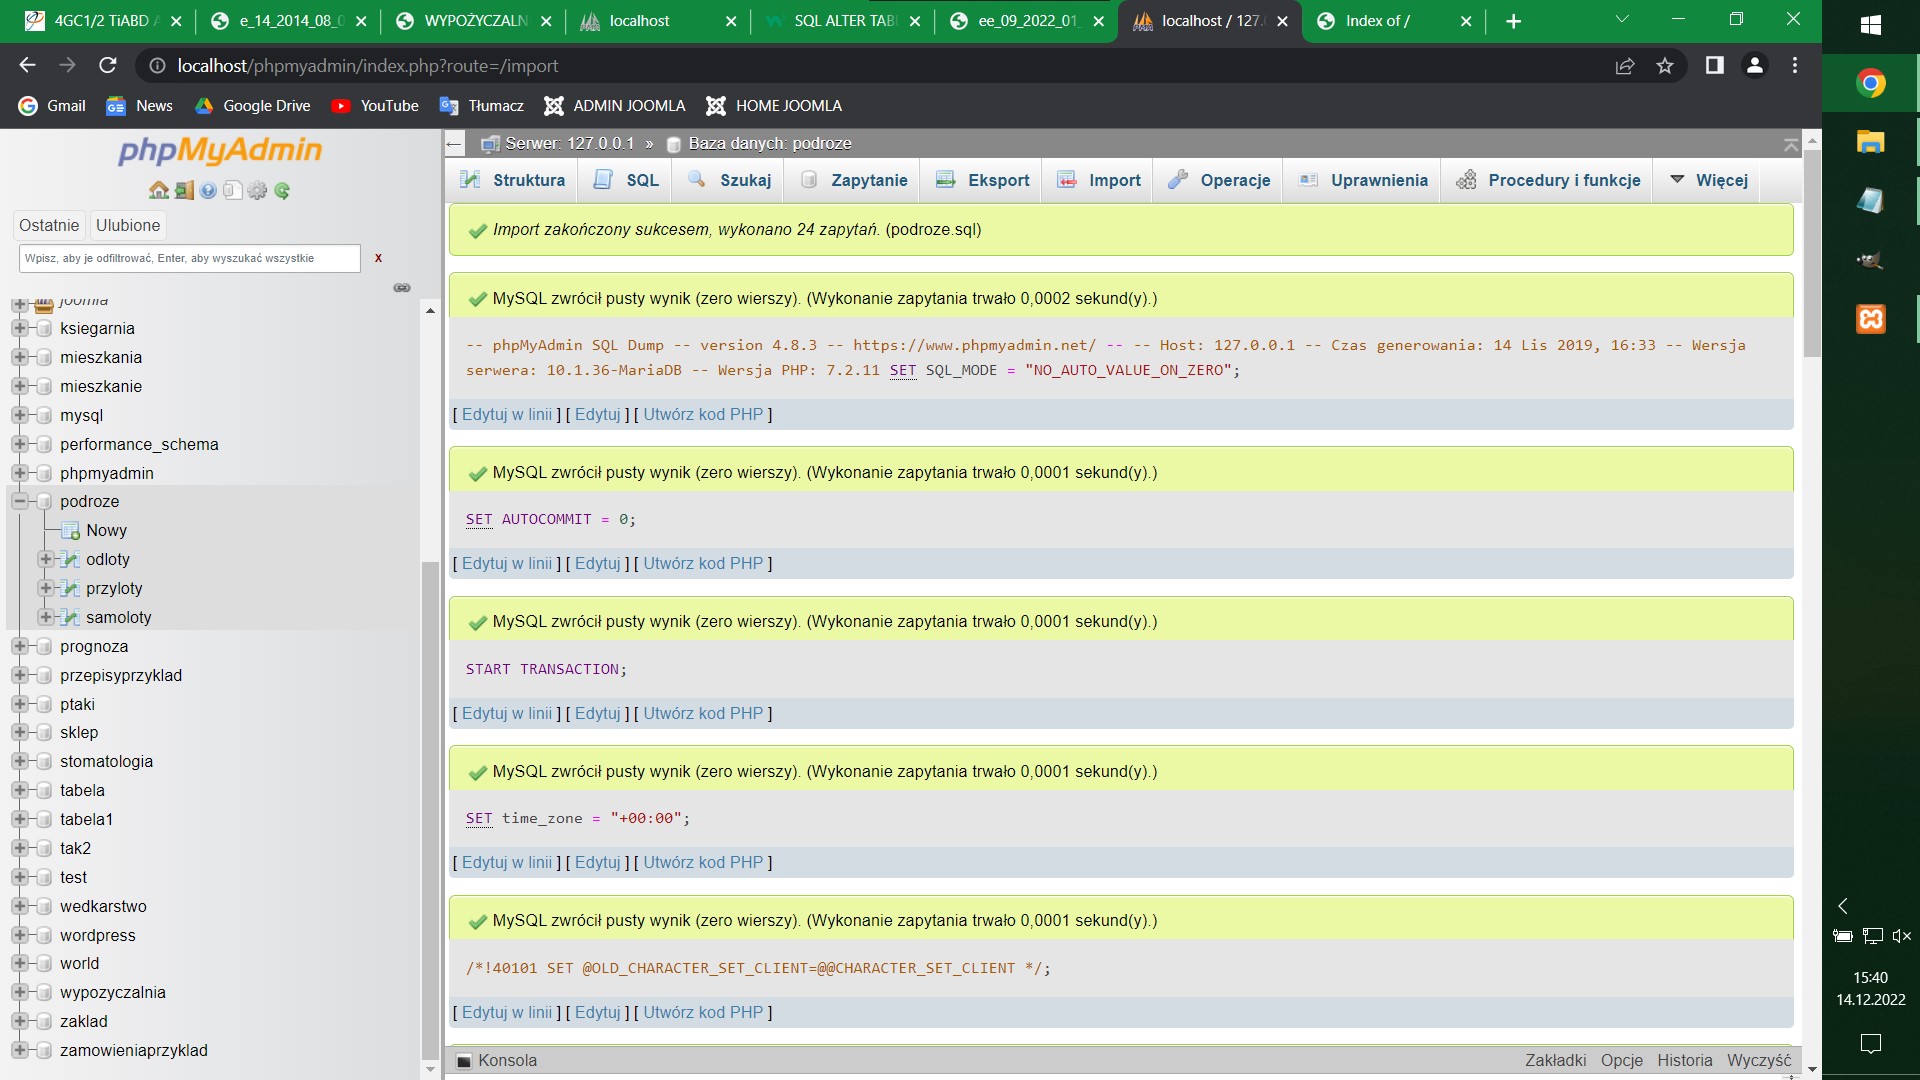 4GC1/2 TiABD
e_14_2014_08_0
WYPOŻYCZALN
localhost
SQL ALTER TAB
ee_09_2022_01
localhost / 127.
Index of /
localhost/phpmyadmin/index.php?route=/import
Gmail
News
Google Drive
YouTube
Tłumacz
ADMIN JOOMLA
HOME JOOMLA
phpMyAdmin
Ostatnie
Ulubione
Wpisz, aby je odfiltrować, Enter, aby wyszukać wszystkie
X
joomla
ksiegarnia
mieszkania
mieszkanie
mysql
performance_schema
phpmyadmin
podroze
Nowy
odloty
przyloty
samoloty
prognoza
przepisyprzyklad
ptaki
sklep
stomatologia
tabela
tabela1
tak2
test
wedkarstwo
wordpress
world
wypozyczalnia
zaklad
zamowieniaprzyklad
Serwer: 127.0.0.1 » Baza danych: podroze
Struktura
SQL
Szukaj
Zapytanie
Eksport
Import
Operacje
Uprawnienia
Procedury i funkcje
Więcej
Import zakończony sukcesem, wykonano 24 zapytań. (podroze.sql)
MySQL zwrócił pusty wynik (zero wierszy). (Wykonanie zapytania trwało 0,0002 sekund(y).)
-- phpMyAdmin SQL Dump -- version 4.8.3 -- https://www.phpmyadmin.net/ -- -- Host: 127.0.0.1 -- Czas generowania: 14 Lis 2019, 16:33 -- Wersja
serwera: 10.1.36-MariaDB -- Wersja PHP: 7.2.11 SET SQL_MODE = "NO_AUTO_VALUE_ON_ZERO";
[ Edytuj w linii ] [ Edytuj ] [ Utwórz kod PHP ]
MySQL zwrócił pusty wynik (zero wierszy). (Wykonanie zapytania trwało 0,0001 sekund(y).)
SET AUTOCOMMIT = 0;
[ Edytuj w linii ] [ Edytuj ] [ Utwórz kod PHP ]
MySQL zwrócił pusty wynik (zero wierszy). (Wykonanie zapytania trwało 0,0001 sekund(y).)
START TRANSACTION;
[ Edytuj w linii ] [ Edytuj ] [ Utwórz kod PHP ]
MySQL zwrócił pusty wynik (zero wierszy). (Wykonanie zapytania trwało 0,0001 sekund(y).)
SET time_zone = "+00:00";
[ Edytuj w linii ] [ Edytuj ] [ Utwórz kod PHP ]
MySQL zwrócił pusty wynik (zero wierszy). (Wykonanie zapytania trwało 0,0001 sekund(y).)
/*!40101 SET @OLD_CHARACTER_SET_CLIENT=@@CHARACTER_SET_CLIENT */;
[ Edytuj w linii ] [ Edytuj ] [ Utwórz kod PHP ]
Konsola
Zakładki
Opcje
Historia
Wyczyść
15:40
14.12.2022